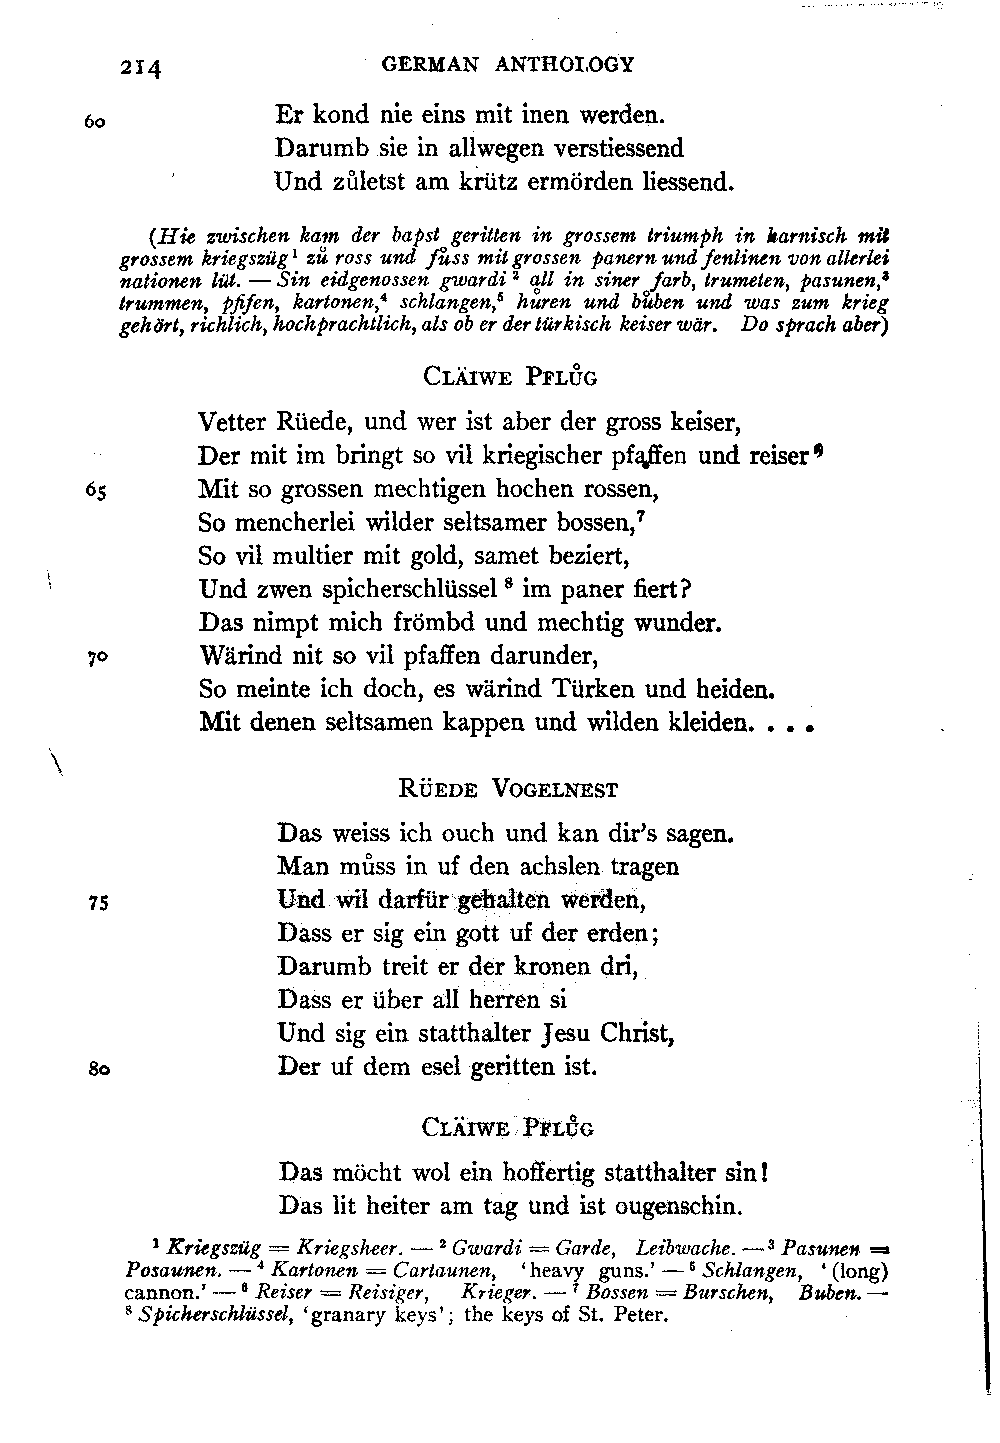 214 GERMAN ANTHOLOGY
60 Er kond nie eins mit inen werden.
Darumb sie in allwegen verstiessend
Und zůletst am krütz ermörden liessend.
(Hie zwischen kam der bapst geritten in grossem triumph in harnisch mit
grossem kriegszüg¹ zů ross und fůss mit grossen panern und fenlinen von allerlei
nationen lüt. — Sin eidgenossen gwardi² all in siner farb, trumeten, pasunen,³
trummen, pfifen, kartonen,⁴ schlangen,⁵ hůren und bůben und was zum krieg
gehört, richlich, hochprachtlich, als ob er der türkisch keiser wär. Do sprach aber)
CLÄIWE PFLŮG
Vetter Rüede, und wer ist aber der gross keiser,
Der mit im bringt so vil kriegischer pfaffen und reiser⁶
65 Mit so grossen mechtigen hochen rossen,
So mencherlei wilder seltsamer bossen,⁷
So vil multier mit gold, samet beziert,
Und zwen spicherschlüssel⁸ im paner fiert?
Das nimpt mich frömbd und mechtig wunder.
70 Wärind nit so vil pfaffen darunder,
So meinte ich doch, es wärind Türken und heiden.
Mit denen seltsamen kappen und wilden kleiden. . . .
RÜEDE VOGELNEST
Das weiss ich ouch und kan dir's sagen.
Man můss in uf den achslen tragen
75 Und wil darfür gehalten werden,
Dass er sig ein gott uf der erden;
Darumb treit er der kronen dri,
Dass er über all herren si
Und sig ein statthalter Jesu Christ,
80 Der uf dem esel geritten ist.
CLÄIWE PFLŮG
Das möcht wol ein hoffertig statthalter sin!
Das lit heiter am tag und ist ougenschin.
¹ Kriegszüg = Kriegsheer. — ² Gwardi = Garde, Leibwache. — ³ Pasunen =
Posaunen. — ⁴ Kartonen = Cartaunen, 'heavy guns.' — ⁵ Schlangen, '(long)
cannon.' — ⁶ Reiser = Reisiger, Krieger. — ⁷ Bossen = Burschen, Buben. —
⁸ Spicherschlüssel, 'granary keys'; the keys of St. Peter.